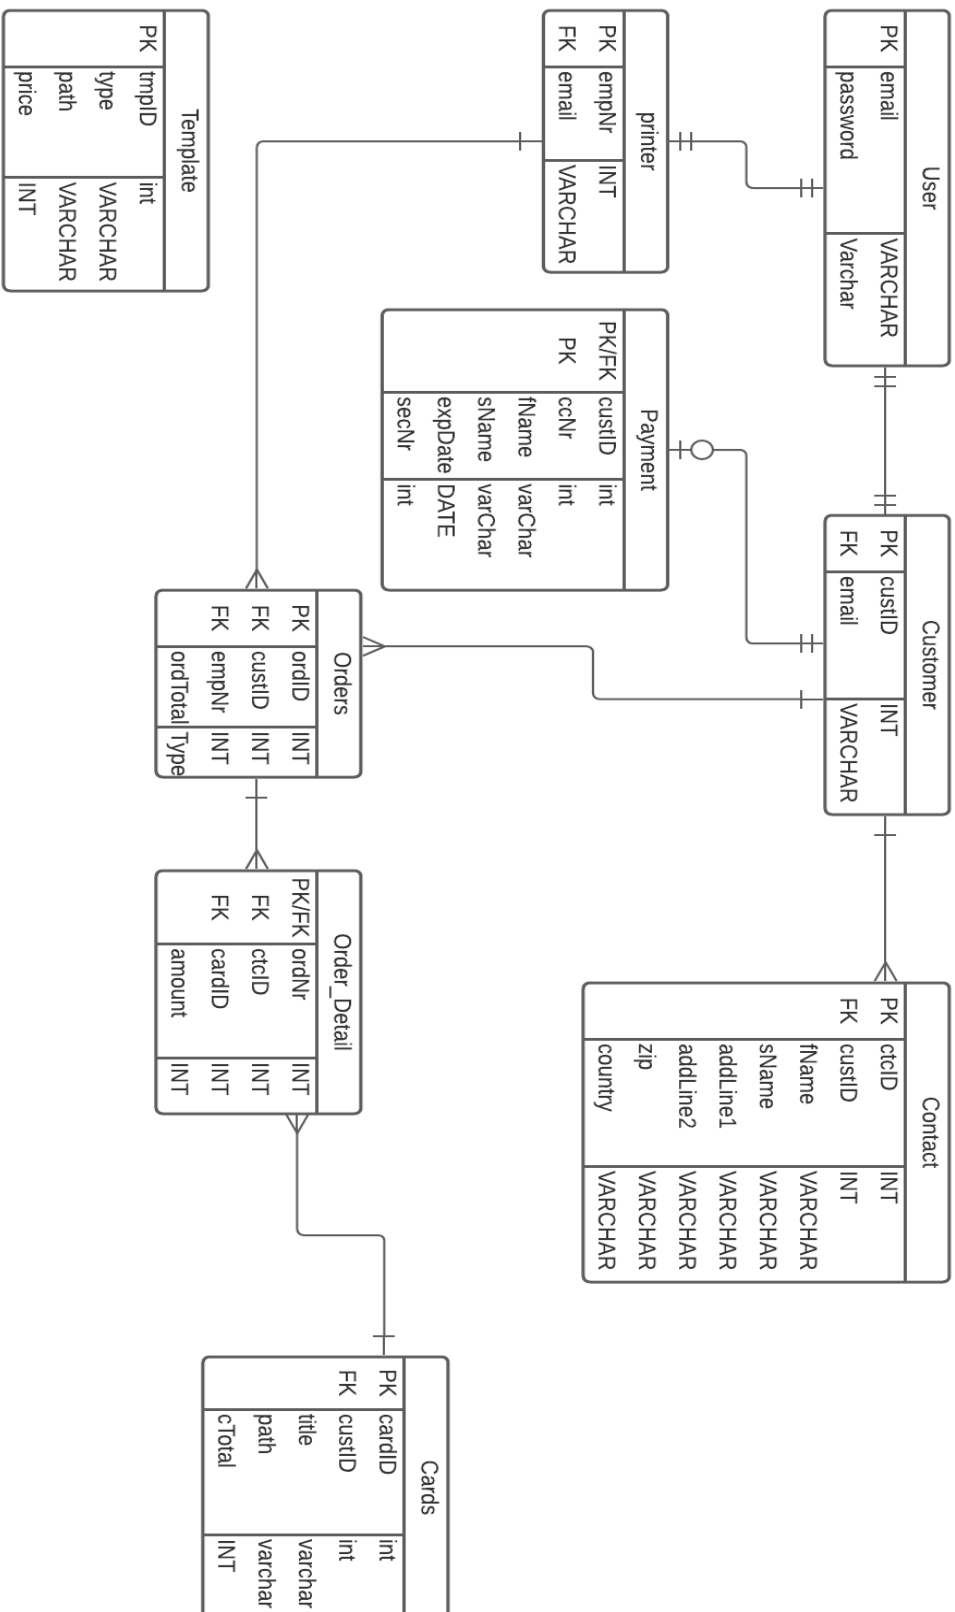 User
PK email VARCHAR
password Varchar
Customer
PK custID INT
FK email VARCHAR
Contact
PK ctcID INT
FK custID INT
fName VARCHAR
sName VARCHAR
addLine1 VARCHAR
addLine2 VARCHAR
zip VARCHAR
country VARCHAR
printer
PK empNr INT
FK email VARCHAR
Payment
PK/FK custID int
PK ccNr int
fName varChar
sName varChar
expDate DATE
secNr int
Orders
PK ordID INT
FK custID INT
FK empNr INT
ordTotal Type
Order_Detail
PK/FK ordNr INT
FK ctcID INT
FK cardID INT
amount INT
Cards
PK cardID int
FK custID int
title varchar
path varchar
cTotal INT
Template
PK tmpID int
type VARCHAR
path VARCHAR
price INT